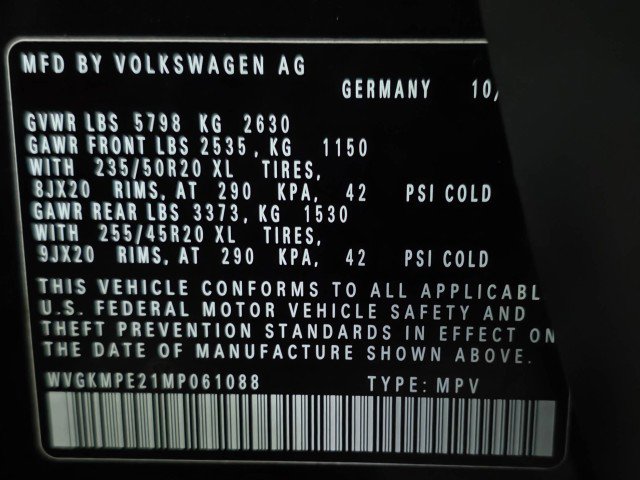 MFD BY VOLKSWAGEN AG
GERMANY 10/
GVWR LBS 5798 KG 2630
GAWR FRONT LBS 2535, KG 1150
WITH 235/50R20 XL TIRES,
8JX20 RIMS, AT 290 KPA, 42 PSI COLD
GAWR REAR LBS 3373, KG 1530
WITH 255/45R20 XL TIRES,
9JX20 RIMS, AT 290 KPA, 42 PSI COLD
THIS VEHICLE CONFORMS TO ALL APPLICABL
U.S. FEDERAL MOTOR VEHICLE SAFETY AND
THEFT PREVENTION STANDARDS IN EFFECT ON
THE DATE OF MANUFACTURE SHOWN ABOVE.
WVGKMPE21MP061088 TYPE: MPV